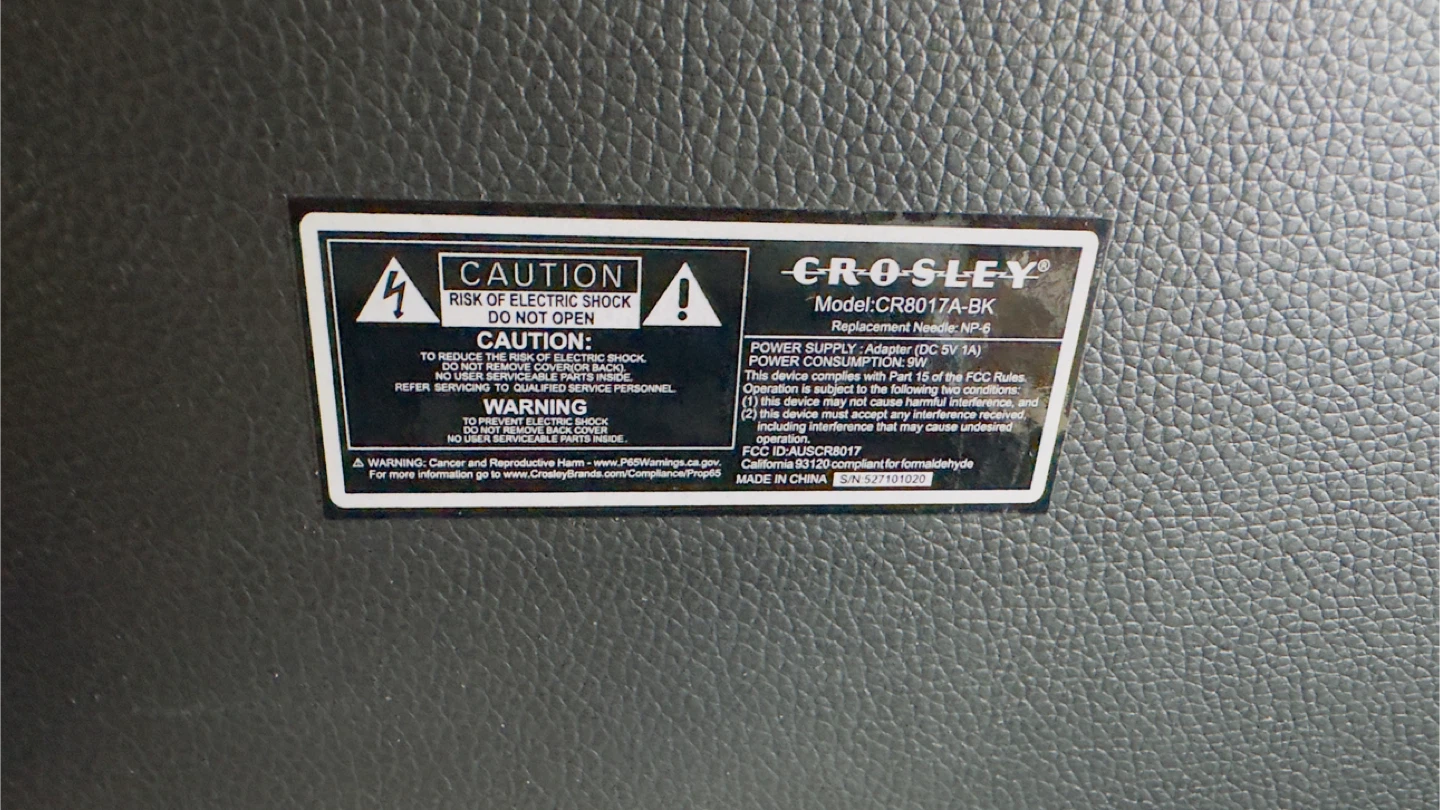 CAUTION
RISK OF ELECTRIC SHOCK
DO NOT OPEN
CAUTION:
TO REDUCE THE RISK OF ELECTRIC SHOCK.
DO NOT REMOVE COVER(OR BACK).
NO USER SERVICEABLE PARTS INSIDE.
REFER SERVICING TO QUALIFIED SERVICE PERSONNEL.
WARNING
TO PREVENT ELECTRIC SHOCK
DO NOT REMOVE BACK COVER
NO USER SERVICEABLE PARTS INSIDE.
WARNING: Cancer and Reproductive Harm - www.P65Warnings.ca.gov.
For more information go to www.CrosleyBrands.com/Compliance/Prop65
CROSLEY®
Model:CR8017A-BK
Replacement Needle: NP-6
POWER SUPPLY : Adapter (DC 5V 1A)
POWER CONSUMPTION: 9W
This device complies with Part 15 of the FCC Rules.
Operation is subject to the following two conditions:
(1) this device may not cause harmful interference, and
(2) this device must accept any interference received,
including interference that may cause undesired
operation.
FCC ID:AUSCR8017
California 93120 compliant for formaldehyde
MADE IN CHINA S/N:527101020